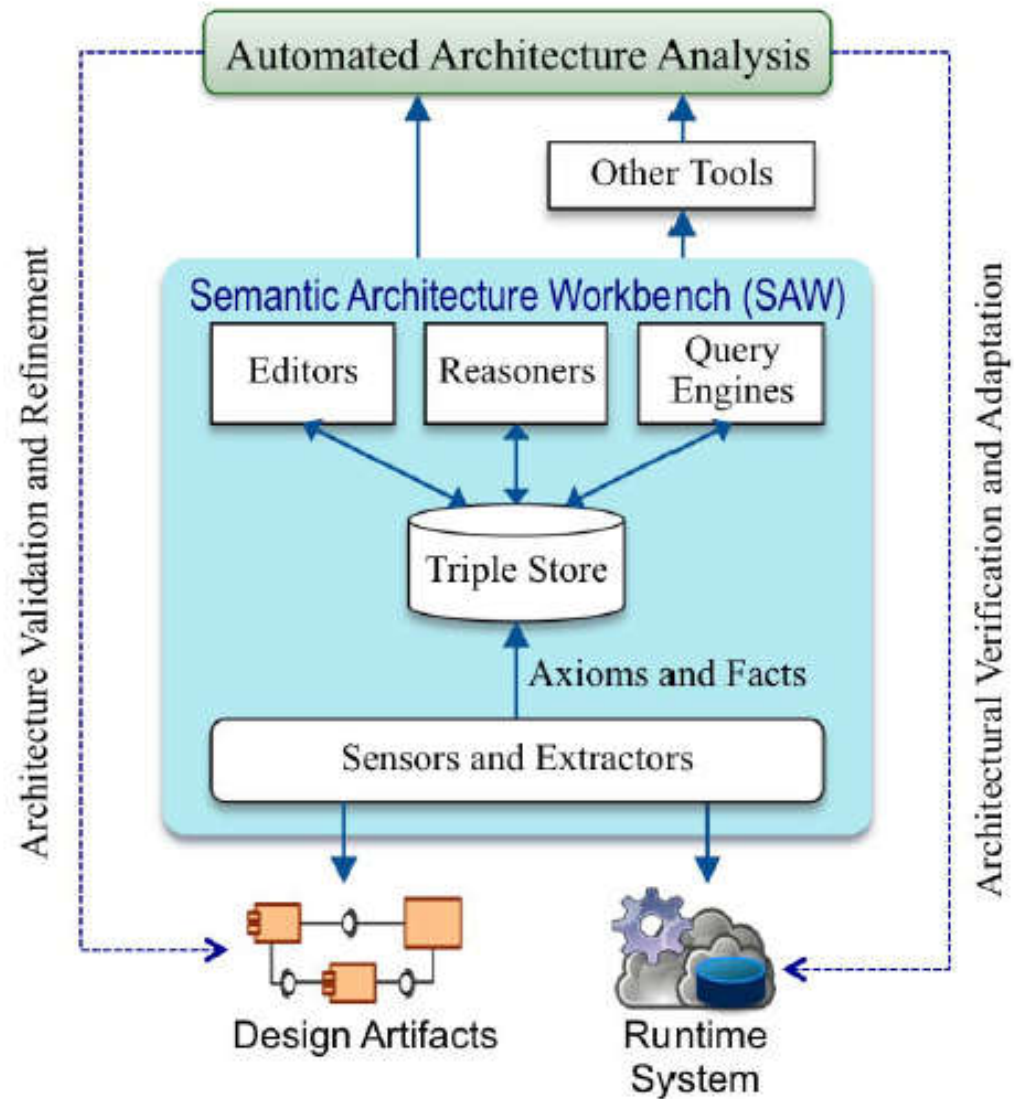 Automated Architecture Analysis
Other Tools
Architecture Validation and Refinement
Architectural Verification and Adaptation
Semantic Architecture Workbench (SAW)
Editors
Reasoners
Query
Engines
Triple Store
Axioms and Facts
Sensors and Extractors
Design Artifacts
Runtime
System